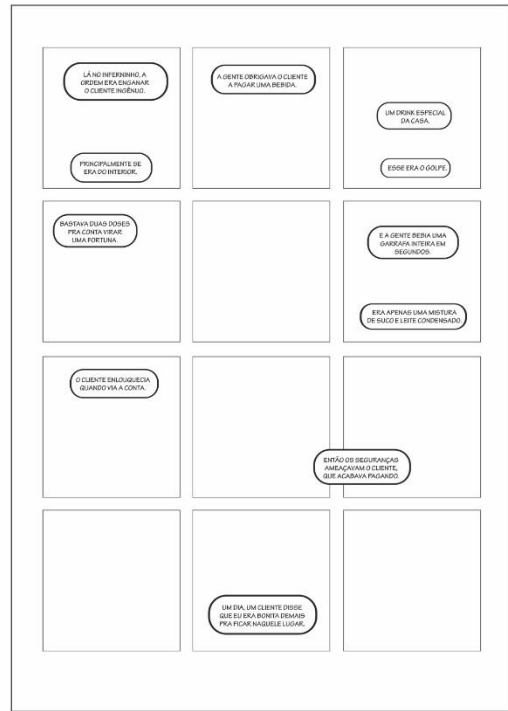 LÁ NO INFERNINHO, A
ORDEM ERA ENGANAR
O CLIENTE INGÊNUO.
PRINCIPALMENTE SE
ERA DO INTERIOR.
A GENTE OBRIGAVA O CLIENTE
A PAGAR UMA BEBIDA.
UM DRINK ESPECIAL
DA CASA.
ESSE ERA O GOLPE.
BASTAVA DUAS DOSES
PRA CONTA VIRAR
UMA FORTUNA.
E A GENTE BEBIA UMA
GARRAFA INTEIRA EM
SEGUNDOS.
ERA APENAS UMA MISTURA
DE SUCO E LEITE CONDENSADO.
O CLIENTE ENLOUQUECIA
QUANDO VIA A CONTA.
ENTÃO OS SEGURANÇAS
AMEAÇAVAM O CLIENTE,
QUE ACABAVA PAGANDO.
UM DIA, UM CLIENTE DISSE
QUE EU ERA BONITA DEMAIS
PRA FICAR NAQUELE LUGAR.